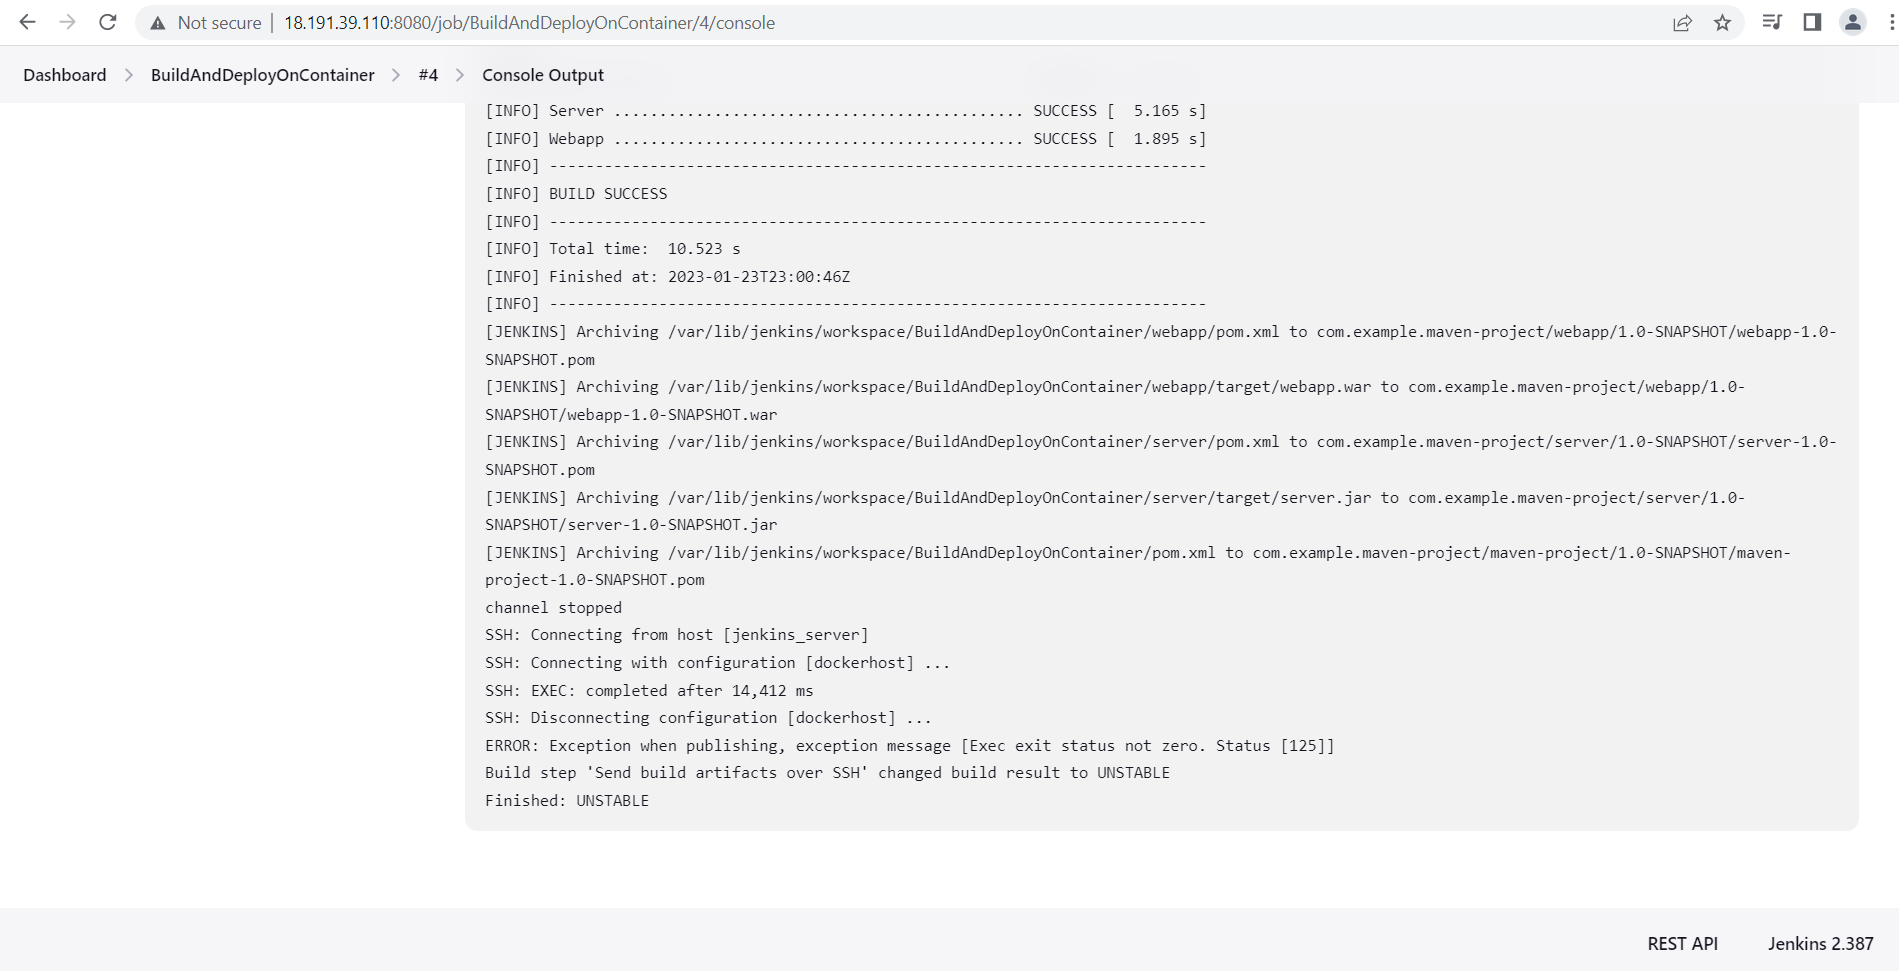 Not secure | 18.191.39.110:8080/job/BuildAndDeployOnContainer/4/console
Dashboard > BuildAndDeployOnContainer > #4 > Console Output
[INFO] Server ............................................. SUCCESS [  5.165 s]
[INFO] Webapp ............................................. SUCCESS [  1.895 s]
[INFO] ------------------------------------------------------------------------
[INFO] BUILD SUCCESS
[INFO] ------------------------------------------------------------------------
[INFO] Total time:  10.523 s
[INFO] Finished at: 2023-01-23T23:00:46Z
[INFO] ------------------------------------------------------------------------
[JENKINS] Archiving /var/lib/jenkins/workspace/BuildAndDeployOnContainer/webapp/pom.xml to com.example.maven-project/webapp/1.0-SNAPSHOT/webapp-1.0-
SNAPSHOT.pom
[JENKINS] Archiving /var/lib/jenkins/workspace/BuildAndDeployOnContainer/webapp/target/webapp.war to com.example.maven-project/webapp/1.0-
SNAPSHOT/webapp-1.0-SNAPSHOT.war
[JENKINS] Archiving /var/lib/jenkins/workspace/BuildAndDeployOnContainer/server/pom.xml to com.example.maven-project/server/1.0-SNAPSHOT/server-1.0-
SNAPSHOT.pom
[JENKINS] Archiving /var/lib/jenkins/workspace/BuildAndDeployOnContainer/server/target/server.jar to com.example.maven-project/server/1.0-
SNAPSHOT/server-1.0-SNAPSHOT.jar
[JENKINS] Archiving /var/lib/jenkins/workspace/BuildAndDeployOnContainer/pom.xml to com.example.maven-project/maven-project/1.0-SNAPSHOT/maven-
project-1.0-SNAPSHOT.pom
channel stopped
SSH: Connecting from host [jenkins_server]
SSH: Connecting with configuration [dockerhost] ...
SSH: EXEC: completed after 14,412 ms
SSH: Disconnecting configuration [dockerhost] ...
ERROR: Exception when publishing, exception message [Exec exit status not zero. Status [125]]
Build step 'Send build artifacts over SSH' changed build result to UNSTABLE
Finished: UNSTABLE
REST API Jenkins 2.387